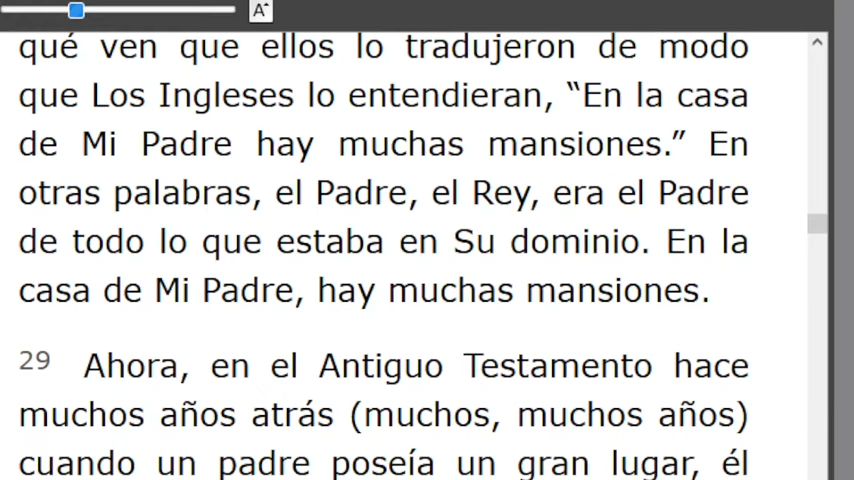 A
qué ven que ellos lo tradujeron de modo
que Los Ingleses lo entendieran, “En la casa
de Mi Padre hay muchas mansiones.” En
otras palabras, el Padre, el Rey, era el Padre
de todo lo que estaba en Su dominio. En la
casa de Mi Padre, hay muchas mansiones.
29 Ahora, en el Antiguo Testamento hace
muchos años atrás (muchos, muchos años)
cuando un padre poseía un gran lugar, él